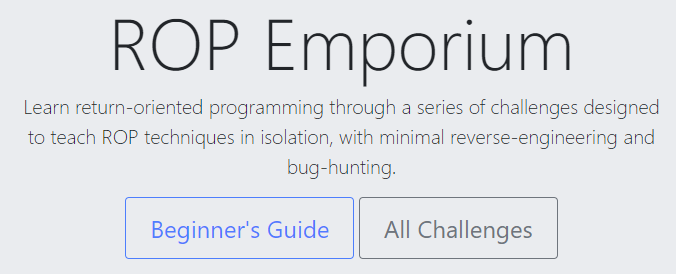 ROP Emporium
Learn return-oriented programming through a series of challenges designed
to teach ROP techniques in isolation, with minimal reverse-engineering and
bug-hunting.
Beginner's Guide All Challenges